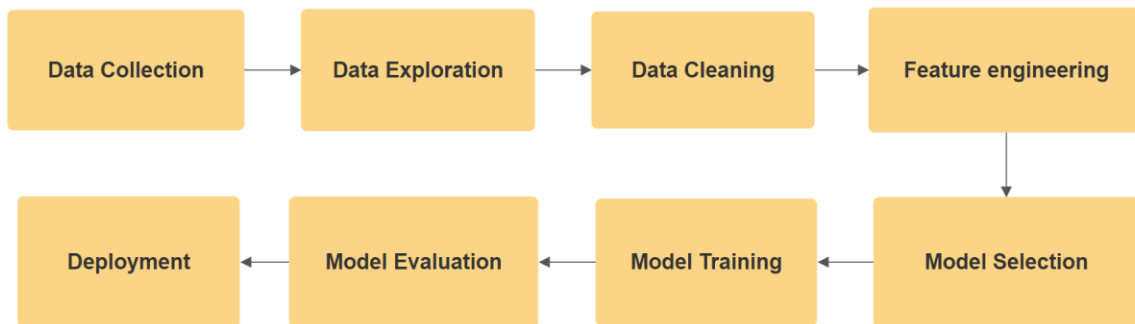 Data Collection
Data Exploration
Data Cleaning
Feature engineering
Model Selection
Model Training
Model Evaluation
Deployment